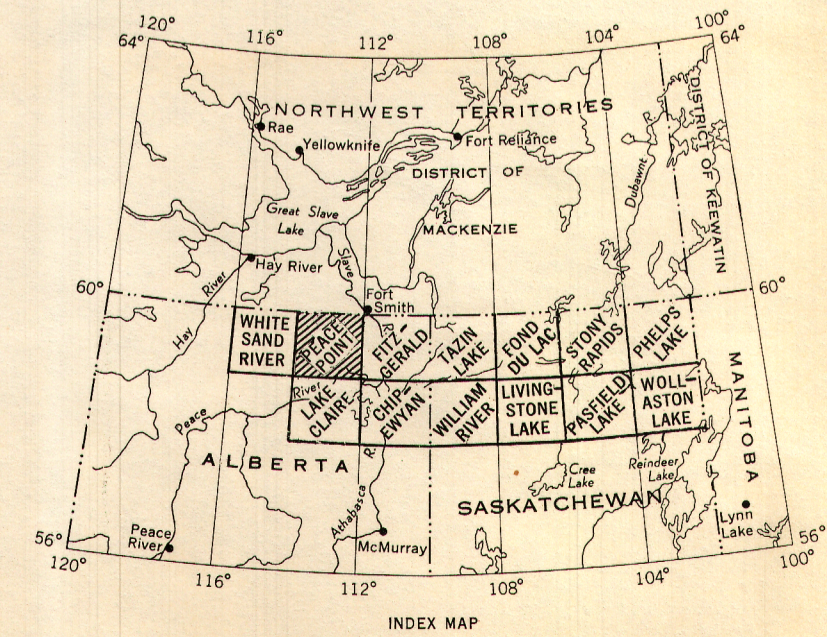 120°
116°
112°
108°
104°
100°
64°
64°
NORTHWEST TERRITORIES
Rae
Yellowknife
Fort Reliance
DISTRICT OF
MACKENZIE
DISTRICT OF KEEWATIN
Dubawnt
Great Slave
Lake
Slave
Hay River
Hay River
Fort
Smith
60°
60°
WHITE
SAND
RIVER
PEACE
POINT
FITZ-
GERALD
TAZIN
LAKE
FOND
DU LAC
STONY
RAPIDS
PHELPS
LAKE
R.
LAKE
CLAIRE
CHIP-
EWYAN
WILLIAM
RIVER
LIVING-
STONE
LAKE
PASFIELD
LAKE
WOLL-
ASTON
LAKE
Peace River
ALBERTA
MANITOBA
Cree
Lake
Reindeer
Lake
SASKATCHEWAN
Athabasca R.
Lynn
Lake
Peace
River
McMurray
56°
56°
120°
116°
112°
108°
104°
100°
INDEX MAP